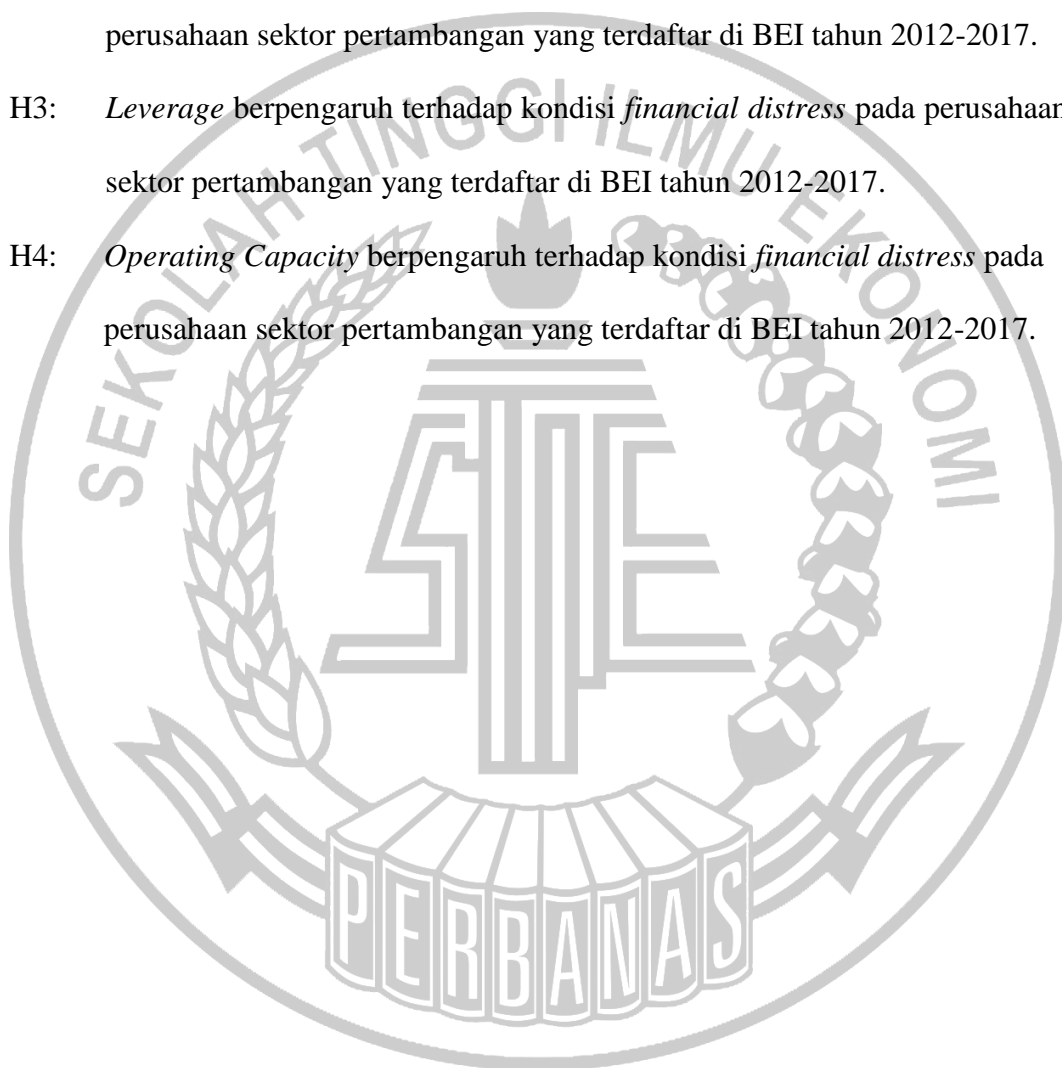 perusahaan sektor pertambangan yang terdaftar di BEI tahun 2012-2017.
H3: Leverage berpengaruh terhadap kondisi financial distress pada perusahaan
sektor pertambangan yang terdaftar di BEI tahun 2012-2017.
H4: Operating Capacity berpengaruh terhadap kondisi financial distress pada
perusahaan sektor pertambangan yang terdaftar di BEI tahun 2012-2017.
SEKOLAH TINGGI ILMU EKONOMI
STIE
PERBANAS